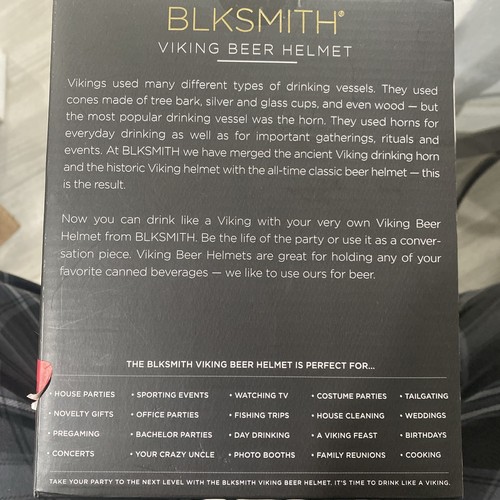 BLKSMITH®
VIKING BEER HELMET
Vikings used many different types of drinking vessels. They used
cones made of tree bark, silver and glass cups, and even wood — but
the most popular drinking vessel was the horn. They used horns for
everyday drinking as well as for important gatherings, rituals and
events. At BLKSMITH we have merged the ancient Viking drinking horn
and the historic Viking helmet with the all-time classic beer helmet — this
is the result.
Now you can drink like a Viking with your very own Viking Beer
Helmet from BLKSMITH. Be the life of the party or use it as a conver-
sation piece. Viking Beer Helmets are great for holding any of your
favorite canned beverages — we like to use ours for beer.
THE BLKSMITH VIKING BEER HELMET IS PERFECT FOR...
• HOUSE PARTIES • SPORTING EVENTS • WATCHING TV • COSTUME PARTIES • TAILGATING
• NOVELTY GIFTS • OFFICE PARTIES • FISHING TRIPS • HOUSE CLEANING • WEDDINGS
• PREGAMING • BACHELOR PARTIES • DAY DRINKING • A VIKING FEAST • BIRTHDAYS
• CONCERTS • YOUR CRAZY UNCLE • PHOTO BOOTHS • FAMILY REUNIONS • COOKING
TAKE YOUR PARTY TO THE NEXT LEVEL WITH THE BLKSMITH VIKING BEER HELMET. IT'S TIME TO DRINK LIKE A VIKING.